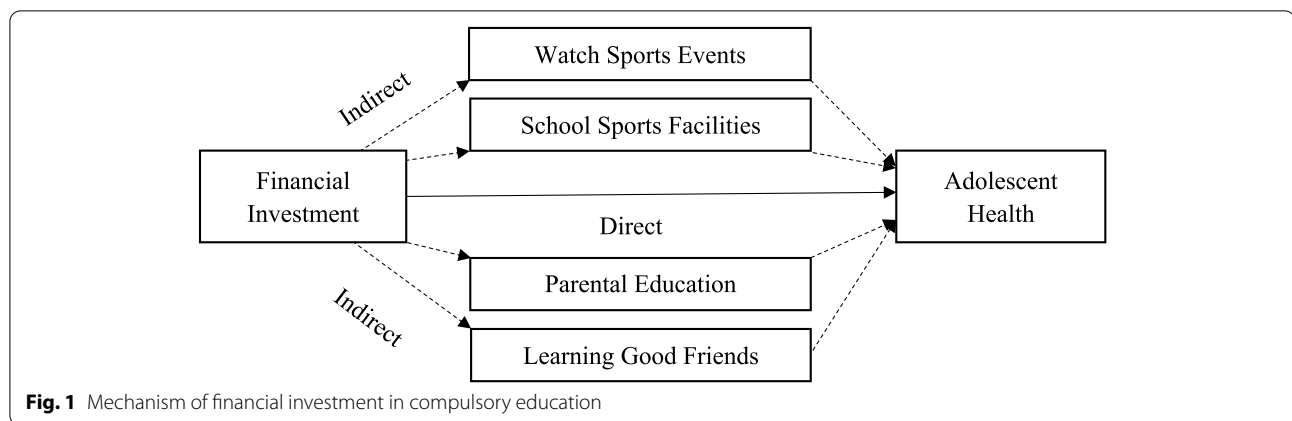 Watch Sports Events
Indirect
School Sports Facilities
Financial
Investment
Adolescent
Health
Direct
Parental Education
Indirect
Learning Good Friends
Fig. 1 Mechanism of financial investment in compulsory education